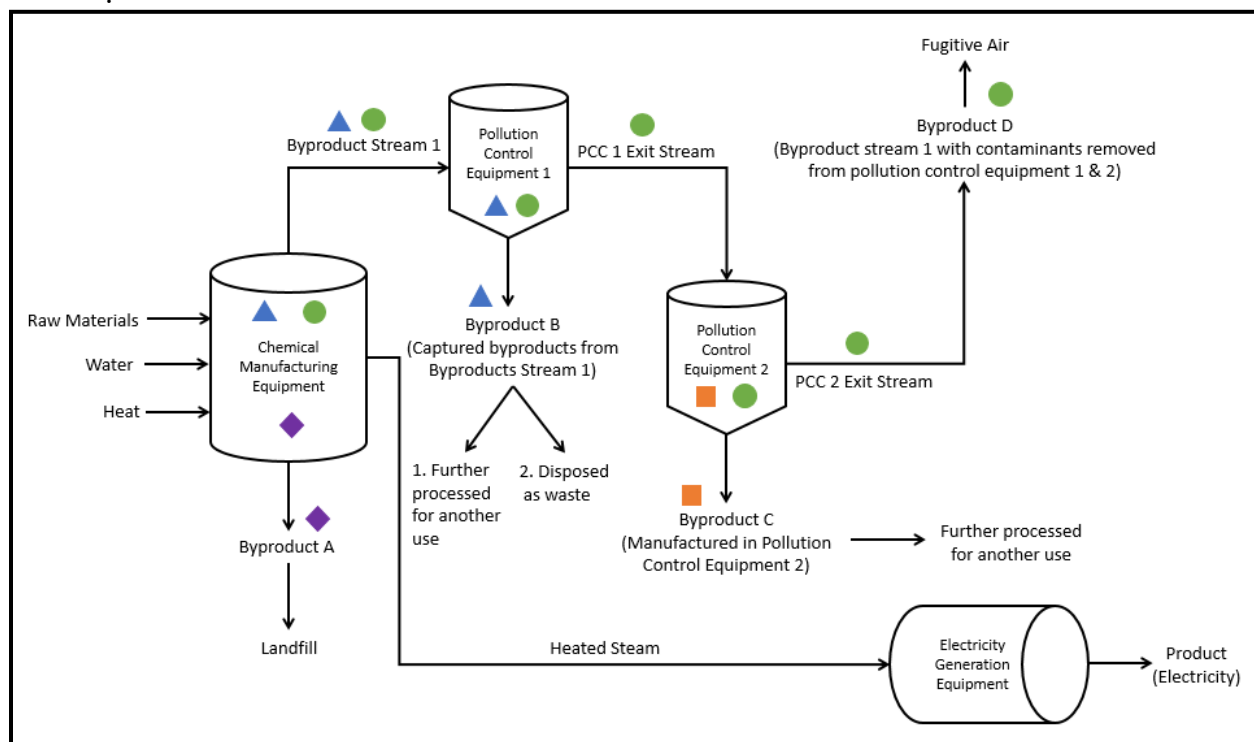 Fugitive Air
Byproduct D
(Byproduct stream 1 with contaminants removed
from pollution control equipment 1 & 2)
Byproduct Stream 1
Pollution
Control
Equipment 1
PCC 1 Exit Stream
Raw Materials
Water
Heat
Chemical
Manufacturing
Equipment
Byproduct B
(Captured byproducts from
Byproducts Stream 1)
Pollution
Control
Equipment 2
PCC 2 Exit Stream
1. Further
processed
for another
use
2. Disposed
as waste
Byproduct A
Landfill
Byproduct C
(Manufactured in Pollution
Control Equipment 2)
Further processed
for another use
Heated Steam
Electricity
Generation
Equipment
Product
(Electricity)